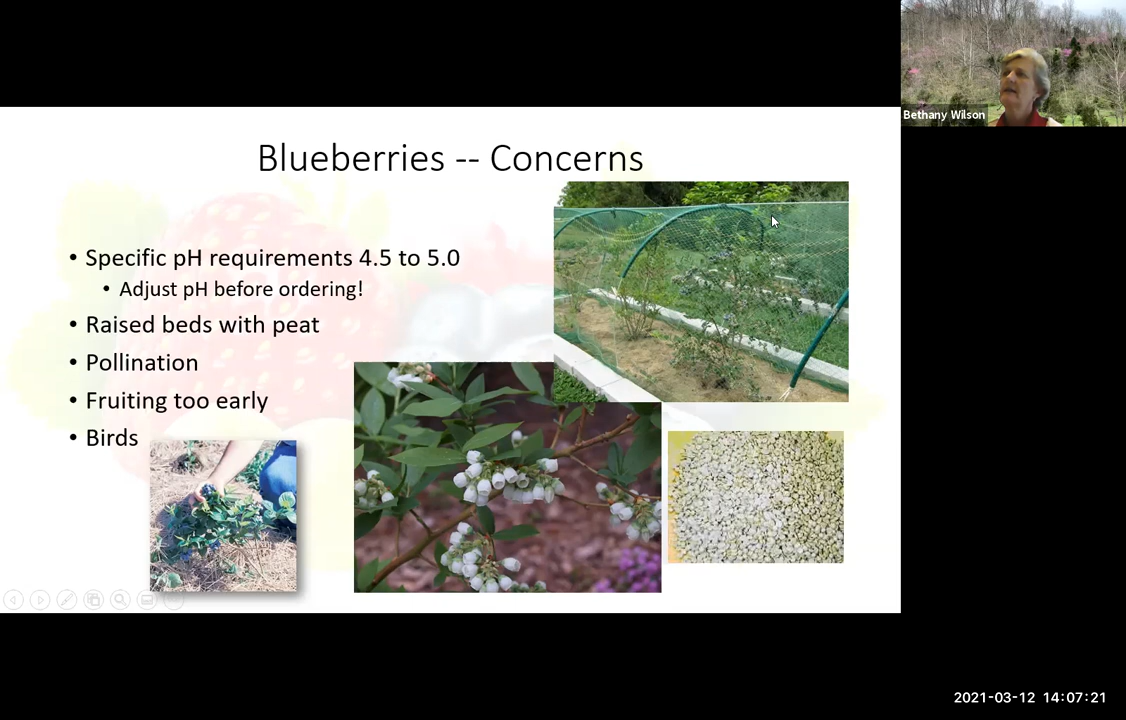 Bethany Wilson
Blueberries -- Concerns
• Specific pH requirements 4.5 to 5.0
• Adjust pH before ordering!
• Raised beds with peat
• Pollination
• Fruiting too early
• Birds
2021-03-12 14:07:21